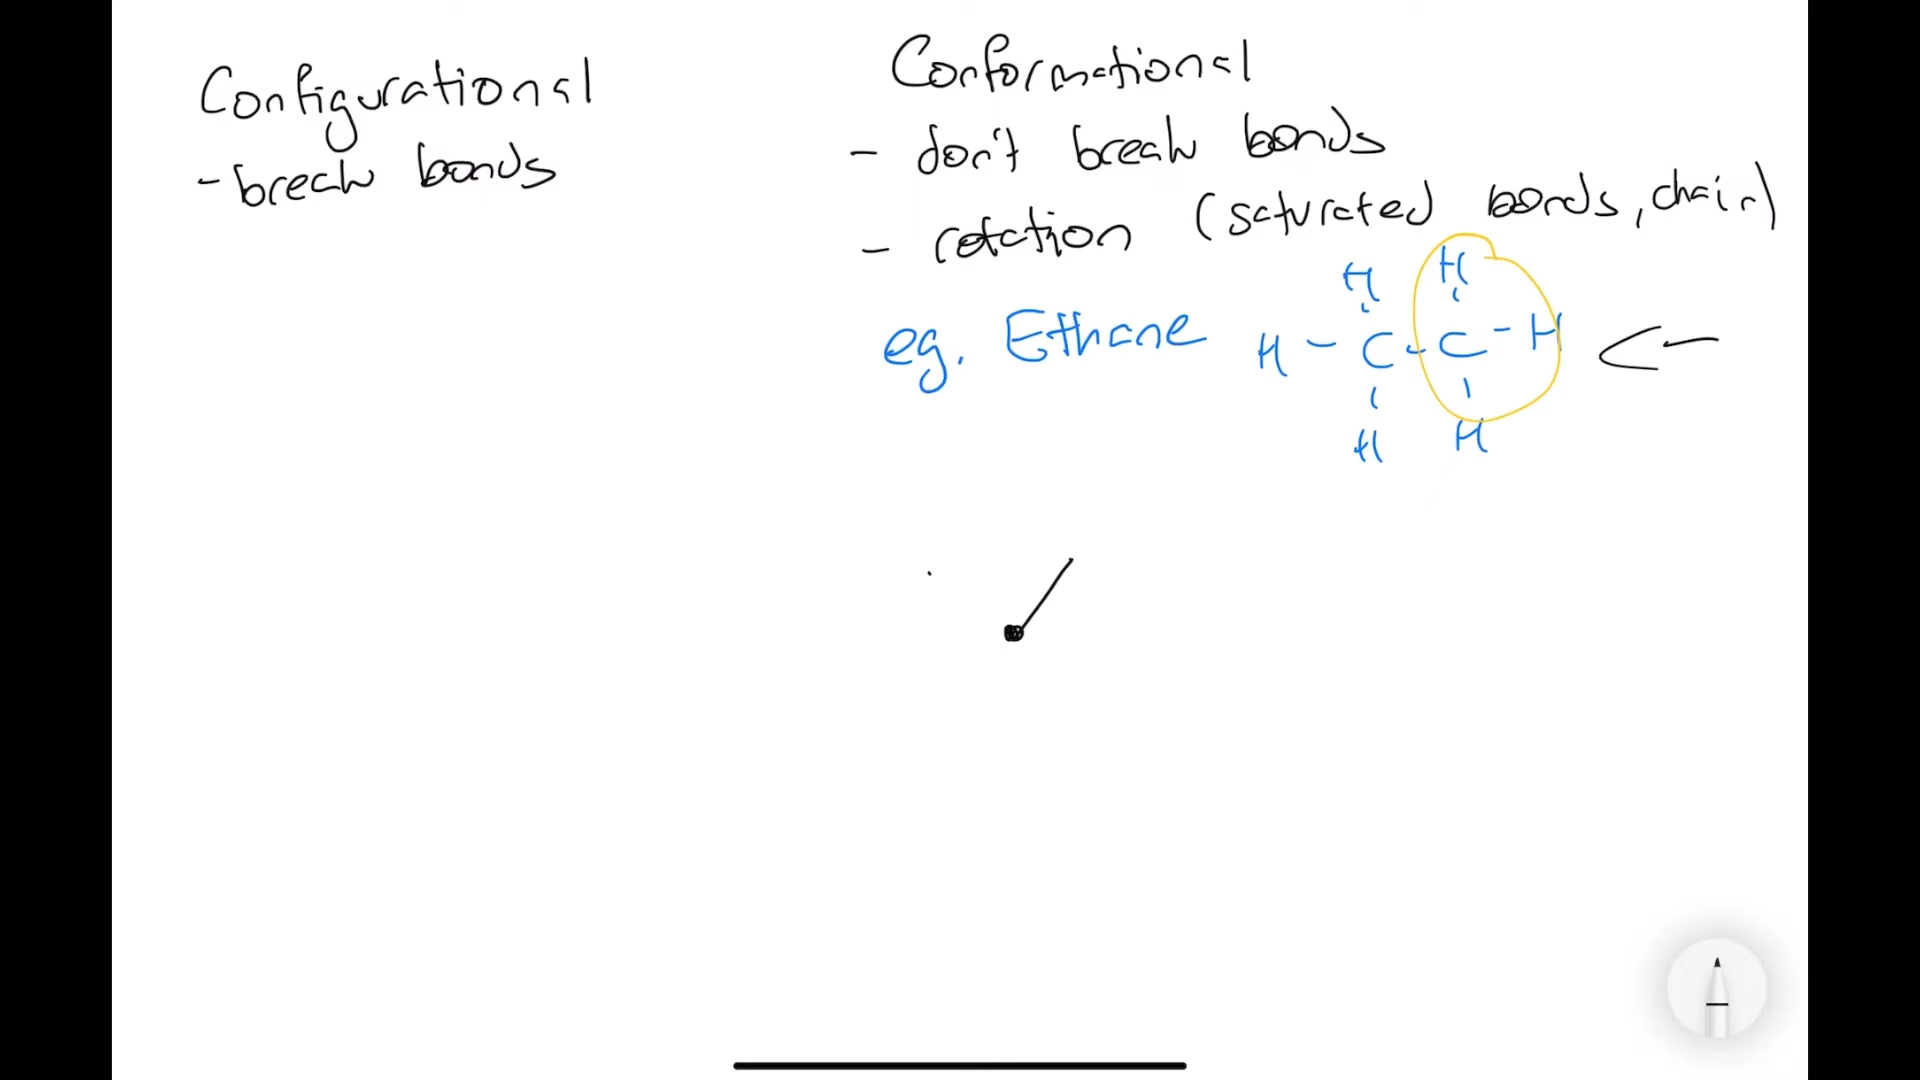 Configurational
- break bonds
Conformational
- don't break bonds
- rotation (saturated bonds, chain)
eg. Ethane
H H
H - C - C - H
H H